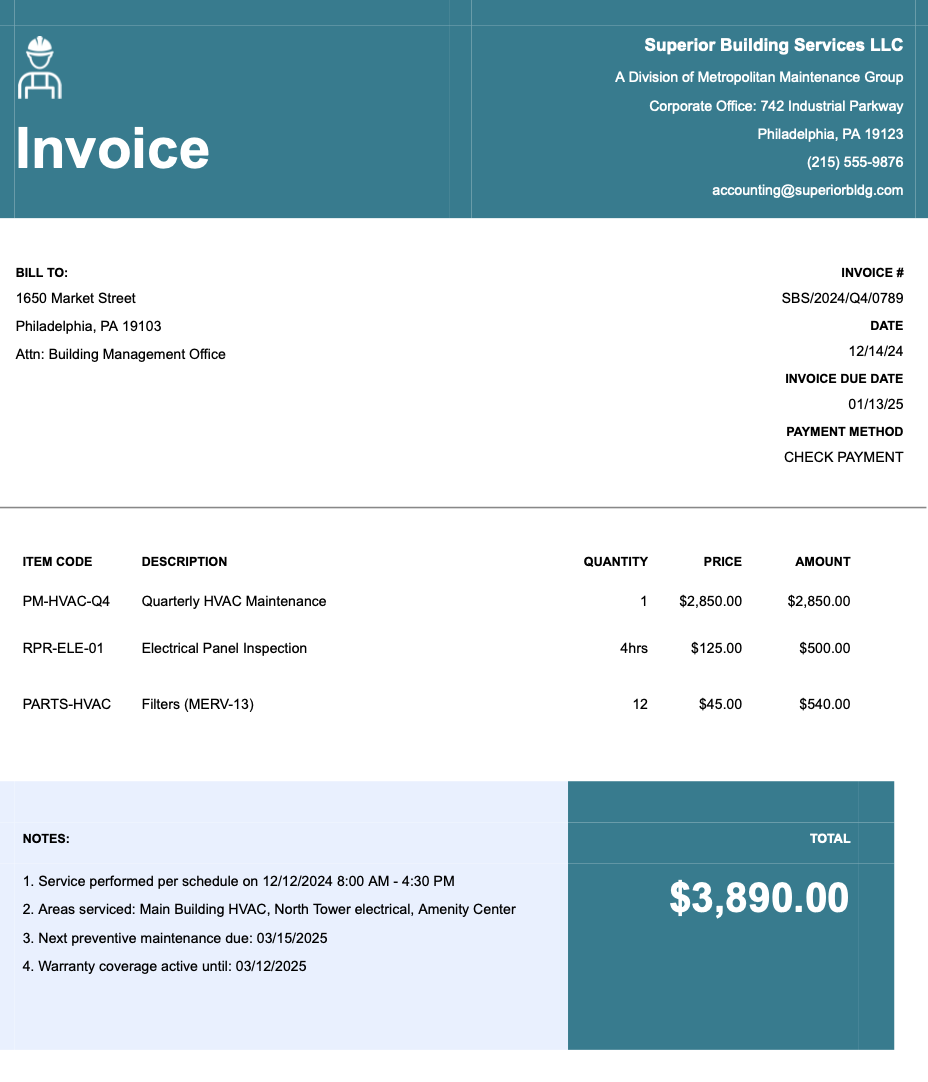 Invoice
Superior Building Services LLC
A Division of Metropolitan Maintenance Group
Corporate Office: 742 Industrial Parkway
Philadelphia, PA 19123
(215) 555-9876
accounting@superiorbldg.com
BILL TO:
1650 Market Street
Philadelphia, PA 19103
Attn: Building Management Office
INVOICE #
SBS/2024/Q4/0789
DATE
12/14/24
INVOICE DUE DATE
01/13/25
PAYMENT METHOD
CHECK PAYMENT
ITEM CODE DESCRIPTION QUANTITY PRICE AMOUNT
PM-HVAC-Q4 Quarterly HVAC Maintenance 1 $2,850.00 $2,850.00
RPR-ELE-01 Electrical Panel Inspection 4hrs $125.00 $500.00
PARTS-HVAC Filters (MERV-13) 12 $45.00 $540.00
NOTES:
1. Service performed per schedule on 12/12/2024 8:00 AM - 4:30 PM
2. Areas serviced: Main Building HVAC, North Tower electrical, Amenity Center
3. Next preventive maintenance due: 03/15/2025
4. Warranty coverage active until: 03/12/2025
TOTAL
$3,890.00